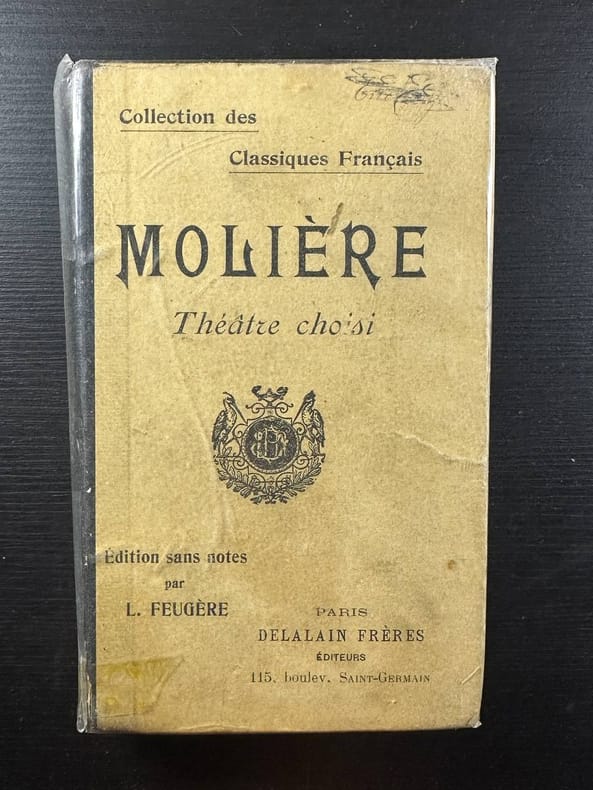 Collection des
Classiques Français
MOLIÈRE
Théâtre choisi
Édition sans notes
par
L. FEUGÈRE
PARIS
DELALAIN FRÈRES
ÉDITEURS
115, boulev. SAINT-GERMAIN